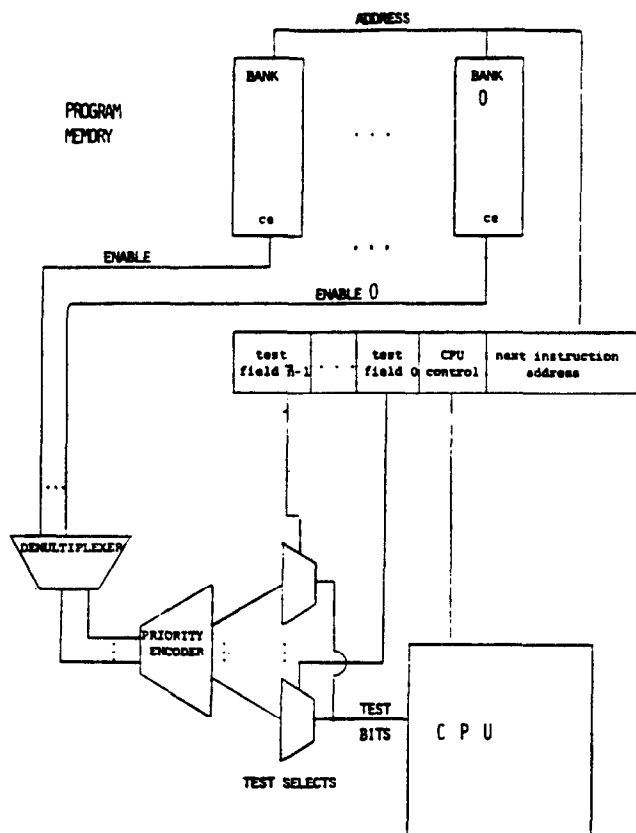 ADDRESS
BANK
BANK
0
PROGRAM
MEMORY
. . .
ce
ce
...
ENABLE
ENABLE 0
test
field n-1
. . .
test
field 0
CPU
control
next instruction
address
...
DEMULTIPLEXER
PRIORITY
ENCODER
TEST
BITS
C P U
TEST SELECTS